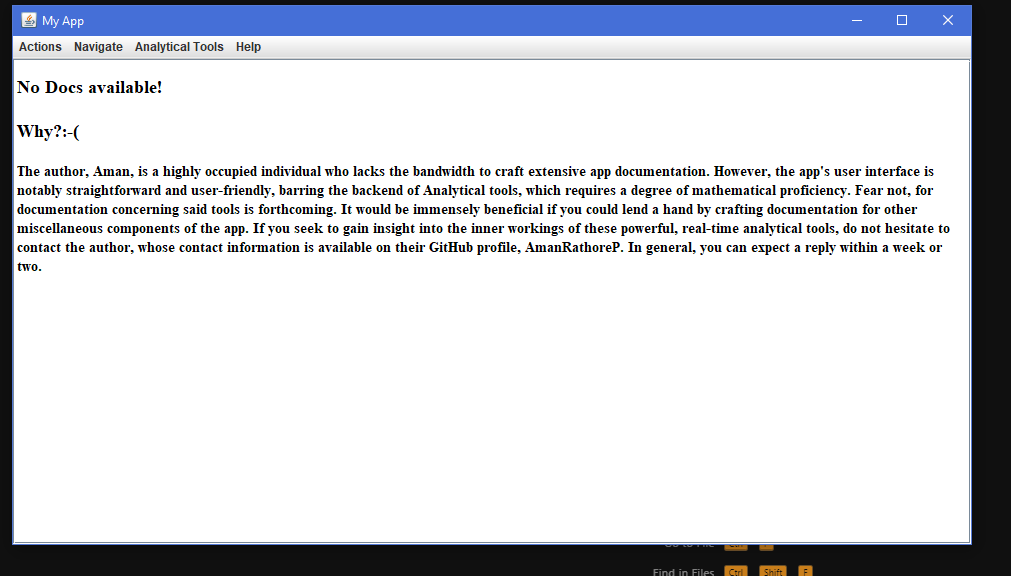 My App
Actions Navigate Analytical Tools Help
No Docs available!
Why?:-(
The author, Aman, is a highly occupied individual who lacks the bandwidth to craft extensive app documentation. However, the app's user interface is
notably straightforward and user-friendly, barring the backend of Analytical tools, which requires a degree of mathematical proficiency. Fear not, for
documentation concerning said tools is forthcoming. It would be immensely beneficial if you could lend a hand by crafting documentation for other
miscellaneous components of the app. If you seek to gain insight into the inner workings of these powerful, real-time analytical tools, do not hesitate to
contact the author, whose contact information is available on their GitHub profile, AmanRathoreP. In general, you can expect a reply within a week or
two.
Find in Files Ctrl Shift F